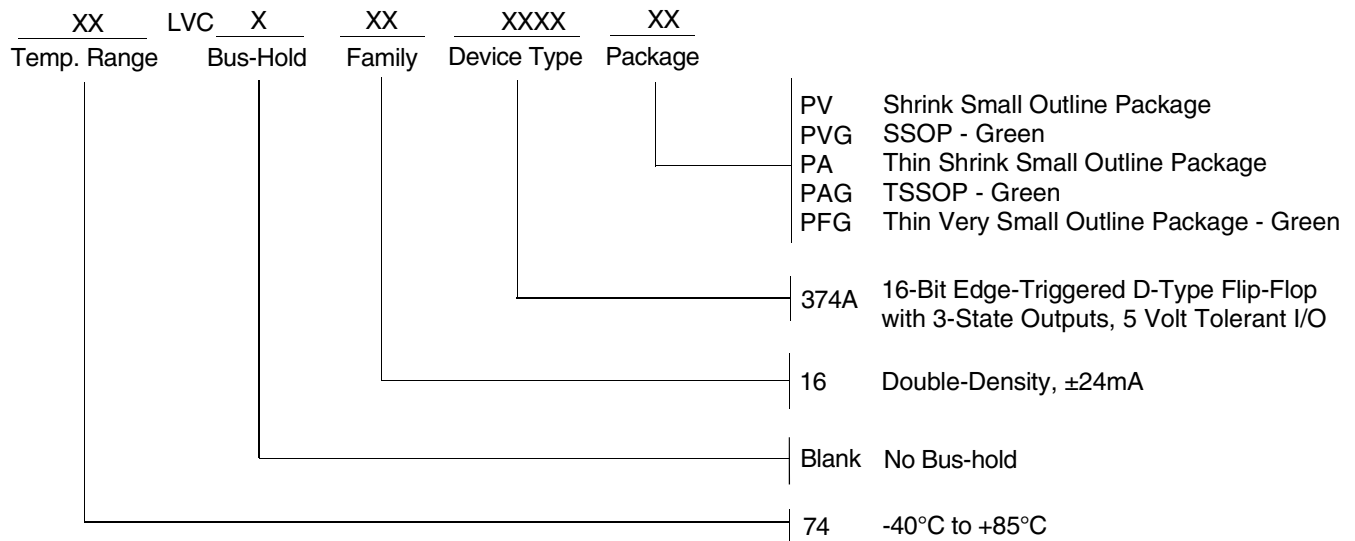 XX LVC X XX XXXX XX
Temp. Range Bus-Hold Family Device Type Package
PV Shrink Small Outline Package
PVG SSOP - Green
PA Thin Shrink Small Outline Package
PAG TSSOP - Green
PFG Thin Very Small Outline Package - Green
374A 16-Bit Edge-Triggered D-Type Flip-Flop
with 3-State Outputs, 5 Volt Tolerant I/O
16 Double-Density, ±24mA
Blank No Bus-hold
74 -40°C to +85°C